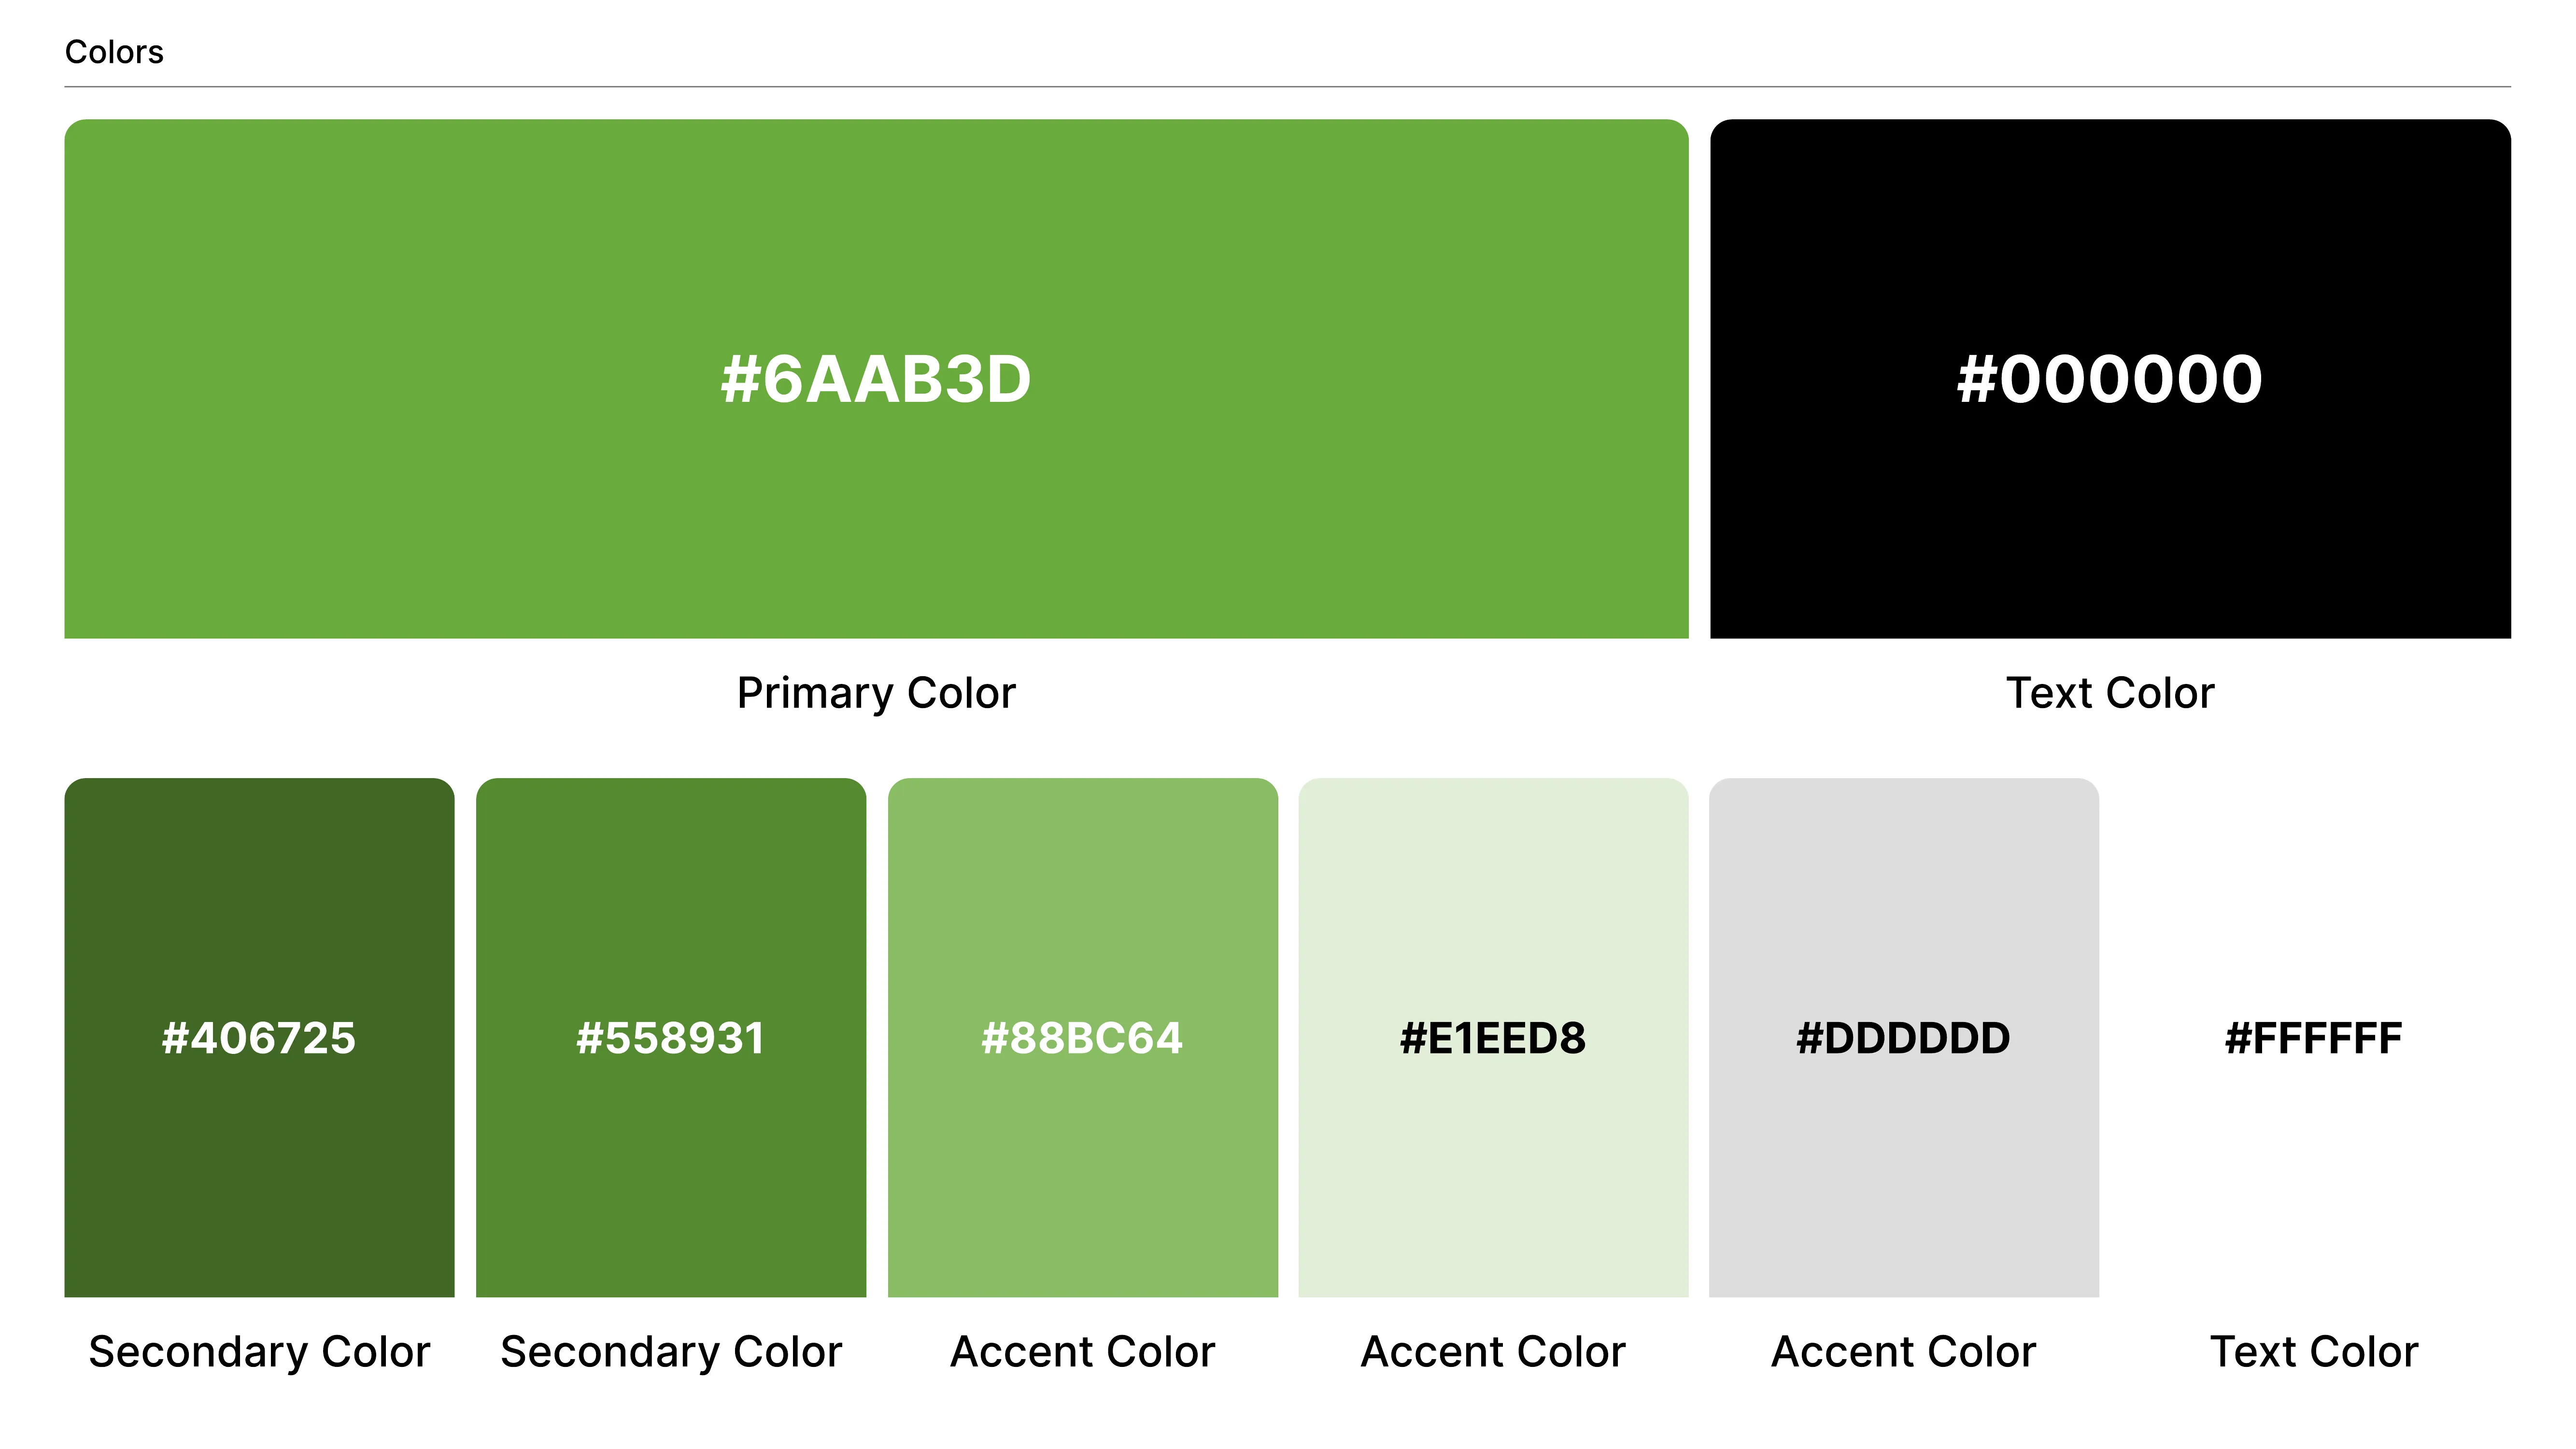 Colors
#6AAB3D
#000000
Primary Color
Text Color
#406725
#558931
#88BC64
#E1EED8
#DDDDDD
#FFFFFF
Secondary Color
Secondary Color
Accent Color
Accent Color
Accent Color
Text Color